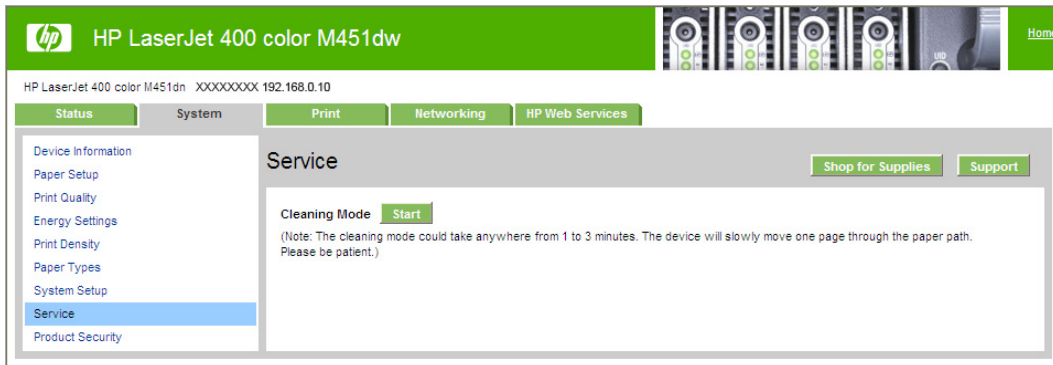 hp HP LaserJet 400 color M451dw
UID
Home
HP LaserJet 400 color M451dn XXXXXXXX 192.168.0.10
Status System Print Networking HP Web Services
Device Information
Paper Setup
Print Quality
Energy Settings
Print Density
Paper Types
System Setup
Service
Product Security
Service
Shop for Supplies Support
Cleaning Mode Start
(Note: The cleaning mode could take anywhere from 1 to 3 minutes. The device will slowly move one page through the paper path.
Please be patient.)